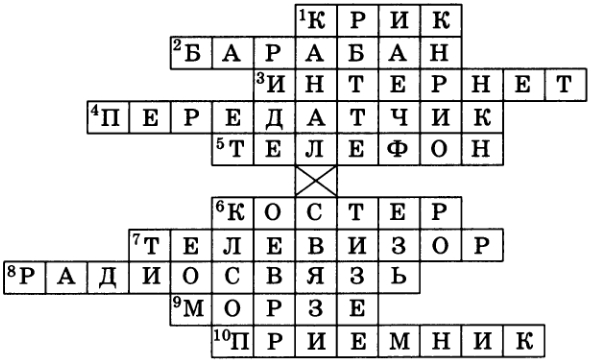 1КРИК
2БАРАБАН
3ИНТЕРНЕТ
4ПЕРЕДАТЧИК
5ТЕЛЕФОН
6КОСТЕР
7ТЕЛЕВИЗОР
8РАДИОСВЯЗЬ
9МОРЗЕ
10ПРИЕМНИК